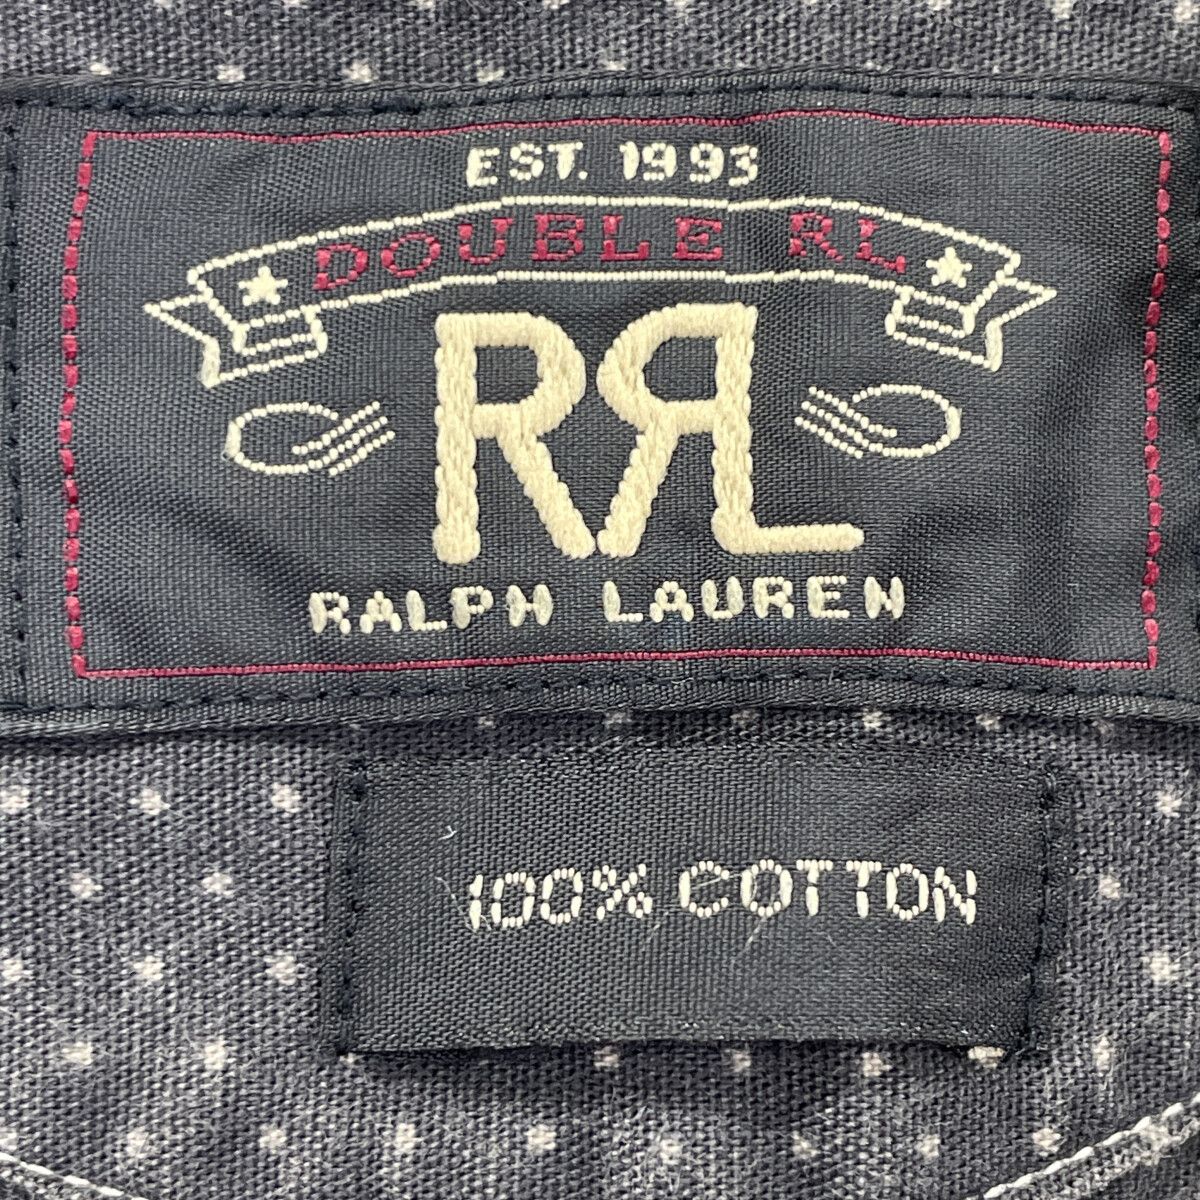 EST. 1993
DOUBLE RL
RRL
RALPH LAUREN
100% COTTON